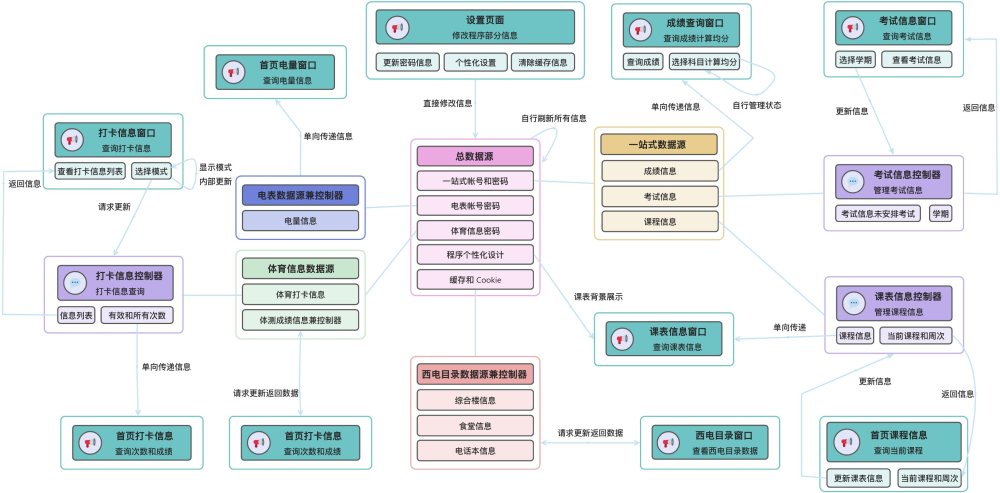 设置页面
修改程序部分信息
更新密码信息
个性化设置
清除缓存信息
成绩查询窗口
查询成绩计算均分
查询成绩
选择科目计算均分
考试信息窗口
查询考试信息
选择学期
查看考试信息
首页电量窗口
查询电量信息
直接修改信息
单向传递信息
自行管理状态
更新信息
返回信息
单向传递信息
自行刷新所有信息
打卡信息窗口
查询打卡信息
查看打卡信息列表
选择模式
显示模式
内部更新
返回信息
请求更新
总数据源
一站式帐号和密码
电表帐号密码
体育信息密码
程序个性化设计
缓存和 Cookie
一站式数据源
成绩信息
考试信息
课程信息
考试信息控制器
管理考试信息
考试信息未安排考试
学期
电表数据源兼控制器
电量信息
体育信息数据源
体育打卡信息
体测成绩信息兼控制器
打卡信息控制器
打卡信息查询
信息列表
有效和所有次数
课表背景展示
课表信息窗口
查询课表信息
单向传递
课表信息控制器
管理课程信息
课程信息
当前课程和周次
单向传递信息
请求更新返回数据
西电目录数据源兼控制器
综合楼信息
食堂信息
电话本信息
更新信息
返回信息
首页打卡信息
查询次数和成绩
首页打卡信息
查询次数和成绩
请求更新返回数据
西电目录窗口
查看西电目录数据
首页课程信息
查询当前课程
更新课表信息
当前课程和周次